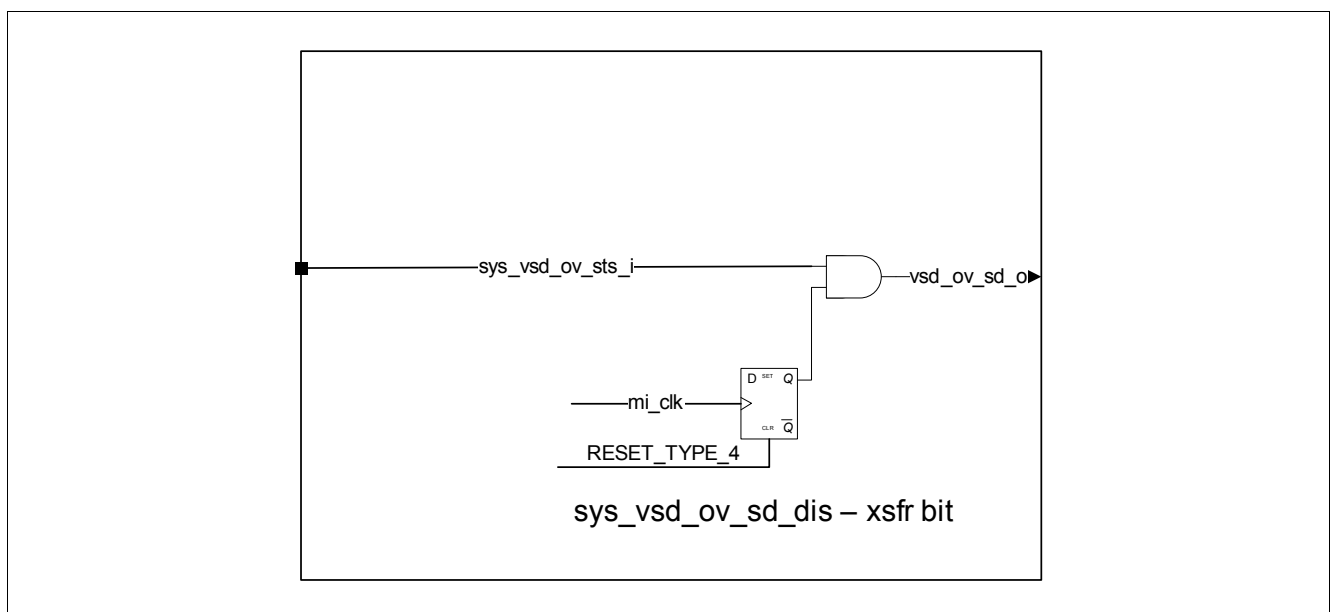 sys_vsd_ov_sts_i
vsd_ov_sd_o
D SET Q
mi_clk
CLR Q̅
RESET_TYPE_4
sys_vsd_ov_sd_dis – xsfr bit